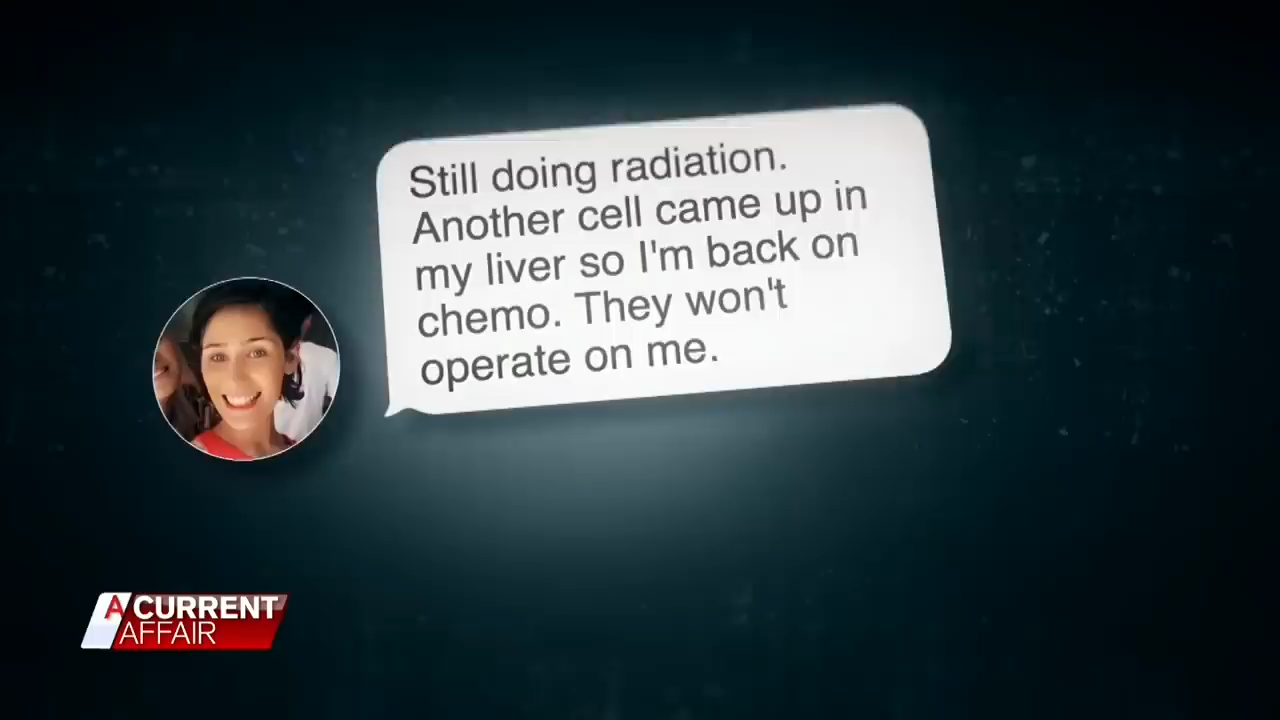 Still doing radiation.
Another cell came up in
my liver so I'm back on
chemo. They won't
operate on me.
A CURRENT
AFFAIR